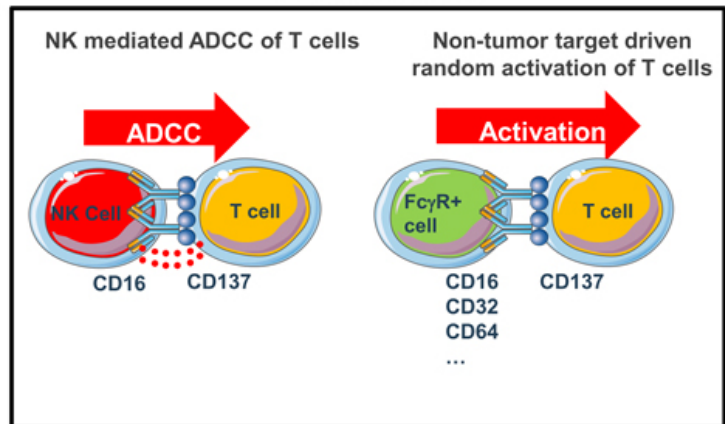 NK mediated ADCC of T cells
ADCC
NK Cell
T cell
CD16
CD137
Non-tumor target driven
random activation of T cells
Activation
FcγR+
cell
T cell
CD16
CD32
CD64
...
CD137